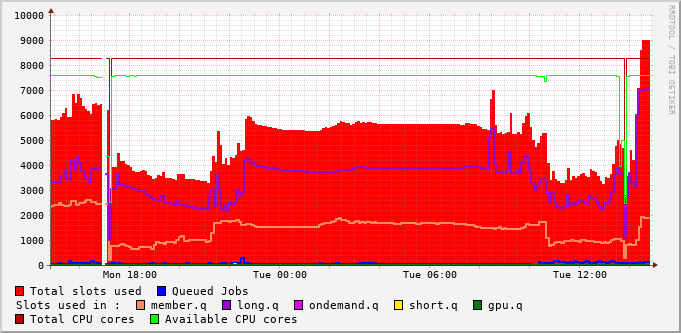 10000
9000
8000
7000
6000
5000
4000
3000
2000
1000
0
Mon 18:00 Tue 00:00 Tue 06:00 Tue 12:00
Total slots used Queued Jobs
Slots used in : member.q long.q ondemand.q short.q gpu.q
Total CPU cores Available CPU cores
RRDTOOL / TOBI OETIKER